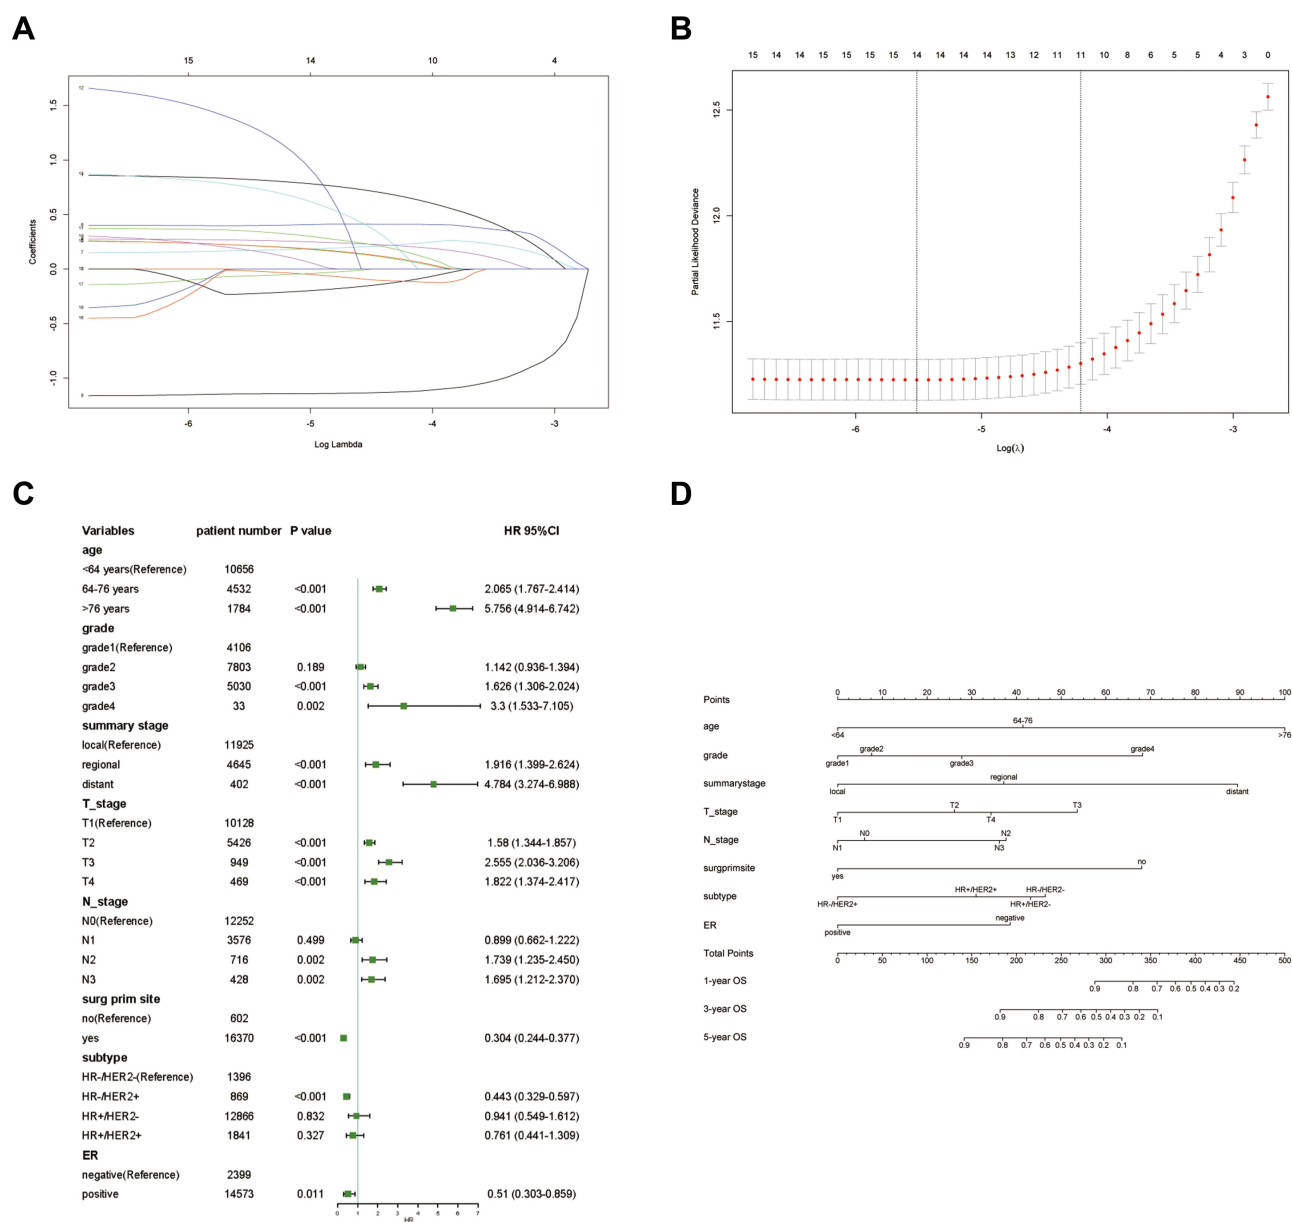 A
15 14 10 4
1.5
1.0
0.5
0.0
-0.5
-1.0
Coefficients
-6 -5 -4 -3
Log Lambda
B
15 15 14 14 15 15 15 14 14 14 14 13 12 11 11 10 8 6 5 5 4 3 0
12.5
12.0
11.5
Partial Likelihood Deviance
-6 -5 -4 -3
Log(λ)
C
Variables patient number P value HR 95%CI
age
<64 years(Reference) 10656
64-76 years 4532 <0.001 2.065 (1.767-2.414)
>76 years 1784 <0.001 5.756 (4.914-6.742)
grade
grade1(Reference) 4106
grade2 7803 0.189 1.142 (0.936-1.394)
grade3 5030 <0.001 1.626 (1.306-2.024)
grade4 33 0.002 3.3 (1.533-7.105)
summary stage
local(Reference) 11925
regional 4645 <0.001 1.916 (1.399-2.624)
distant 402 <0.001 4.784 (3.274-6.988)
T_stage
T1(Reference) 10128
T2 5426 <0.001 1.58 (1.344-1.857)
T3 949 <0.001 2.555 (2.036-3.206)
T4 469 <0.001 1.822 (1.374-2.417)
N_stage
N0(Reference) 12252
N1 3576 0.499 0.899 (0.662-1.222)
N2 716 0.002 1.739 (1.235-2.450)
N3 428 0.002 1.695 (1.212-2.370)
surg prim site
no(Reference) 602
yes 16370 <0.001 0.304 (0.244-0.377)
subtype
HR-/HER2-(Reference) 1396
HR-/HER2+ 869 <0.001 0.443 (0.329-0.597)
HR+/HER2- 12866 0.832 0.941 (0.549-1.612)
HR+/HER2+ 1841 0.327 0.761 (0.441-1.309)
ER
negative(Reference) 2399
positive 14573 0.011 0.51 (0.303-0.859)
0 1 2 3 4 5 6 7
HR
D
Points 0 10 20 30 40 50 60 70 80 90 100
64-76
age
<64 >76
grade2 grade4
grade
grade1 grade3
regional
summarystage
local distant
T2 T3
T_stage
T1 T4
N0 N2
N_stage
N1 N3
no
surgprimsite
yes
HR+/HER2+ HR-/HER2-
subtype
HR-/HER2+ HR+/HER2-
negative
ER
positive
Total Points
0 50 100 150 200 250 300 350 400 450 500
1-year OS
0.9 0.8 0.7 0.6 0.5 0.4 0.3 0.2
3-year OS
0.9 0.8 0.7 0.6 0.5 0.4 0.3 0.2 0.1
5-year OS
0.9 0.8 0.7 0.6 0.5 0.4 0.3 0.2 0.1